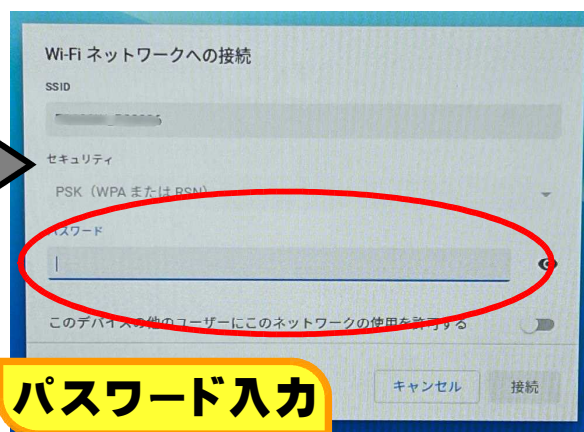 Wi-Fi ネットワークへの接続
SSID
セキュリティ
PSK（WPA または RSN）
パスワード
このデバイスの他のユーザーにこのネットワークの使用を許可する
キャンセル
接続
パスワード入力